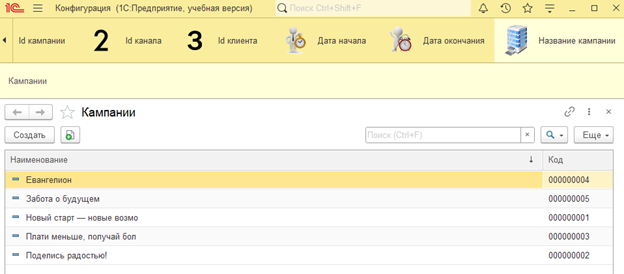 1С Конфигурация (1С:Предприятие, учебная версия) Поиск Ctrl+Shift+F
Id кампании 2 Id канала 3 Id клиента Дата начала Дата окончания Название кампании
Кампании
Кампании
Создать Поиск (Ctrl+F) × Еще
Наименование ↓ Код
Евангелион 000000004
Забота о будущем 000000005
Новый старт — новые возмо 000000001
Плати меньше, получай бол 000000003
Поделись радостью! 000000002